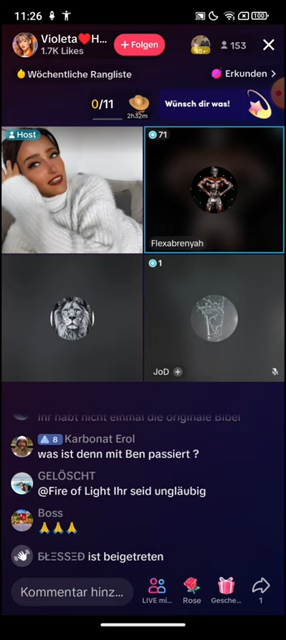 11:26
100
Violeta❤️H...
1.7K Likes
+ Folgen
153
Wöchentliche Rangliste
Erkunden >
0/11
2h32m
Wünsch dir was!
Host
71
Flexabrenyah
1
JoD
Ihr habt nicht einmal die originale Bibel
8 Karbonat Erol
was ist denn mit Ben passiert ?
GELÖSCHT
@Fire of Light Ihr seid ungläubig
Boss
🙏🙏🙏
ƂŁΞSSΞD ist beigetreten
Kommentar hinz...
LIVE mi...
Rose
Gesche...
1